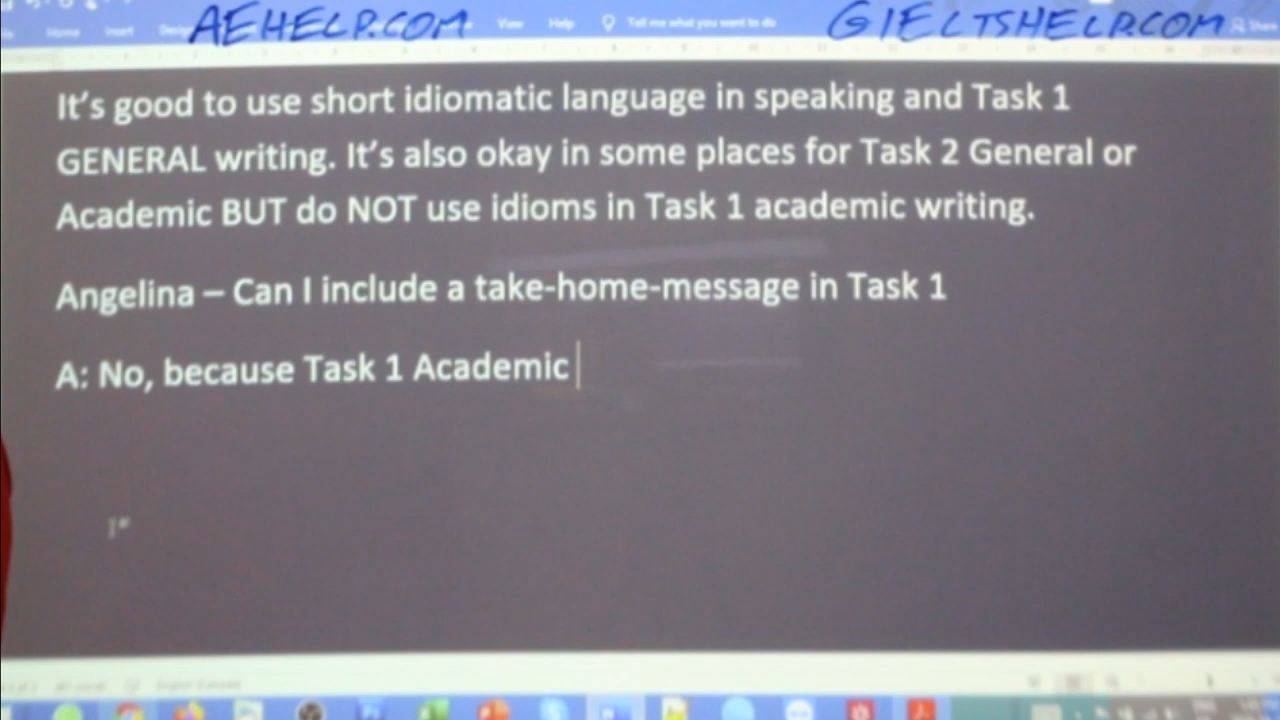 AEHELP.COM GIELTSHELP.COM
Home Insert View Help Tell me what you want to do Share
It's good to use short idiomatic language in speaking and Task 1
GENERAL writing. It's also okay in some places for Task 2 General or
Academic BUT do NOT use idioms in Task 1 academic writing.
Angelina – Can I include a take-home-message in Task 1
A: No, because Task 1 Academic